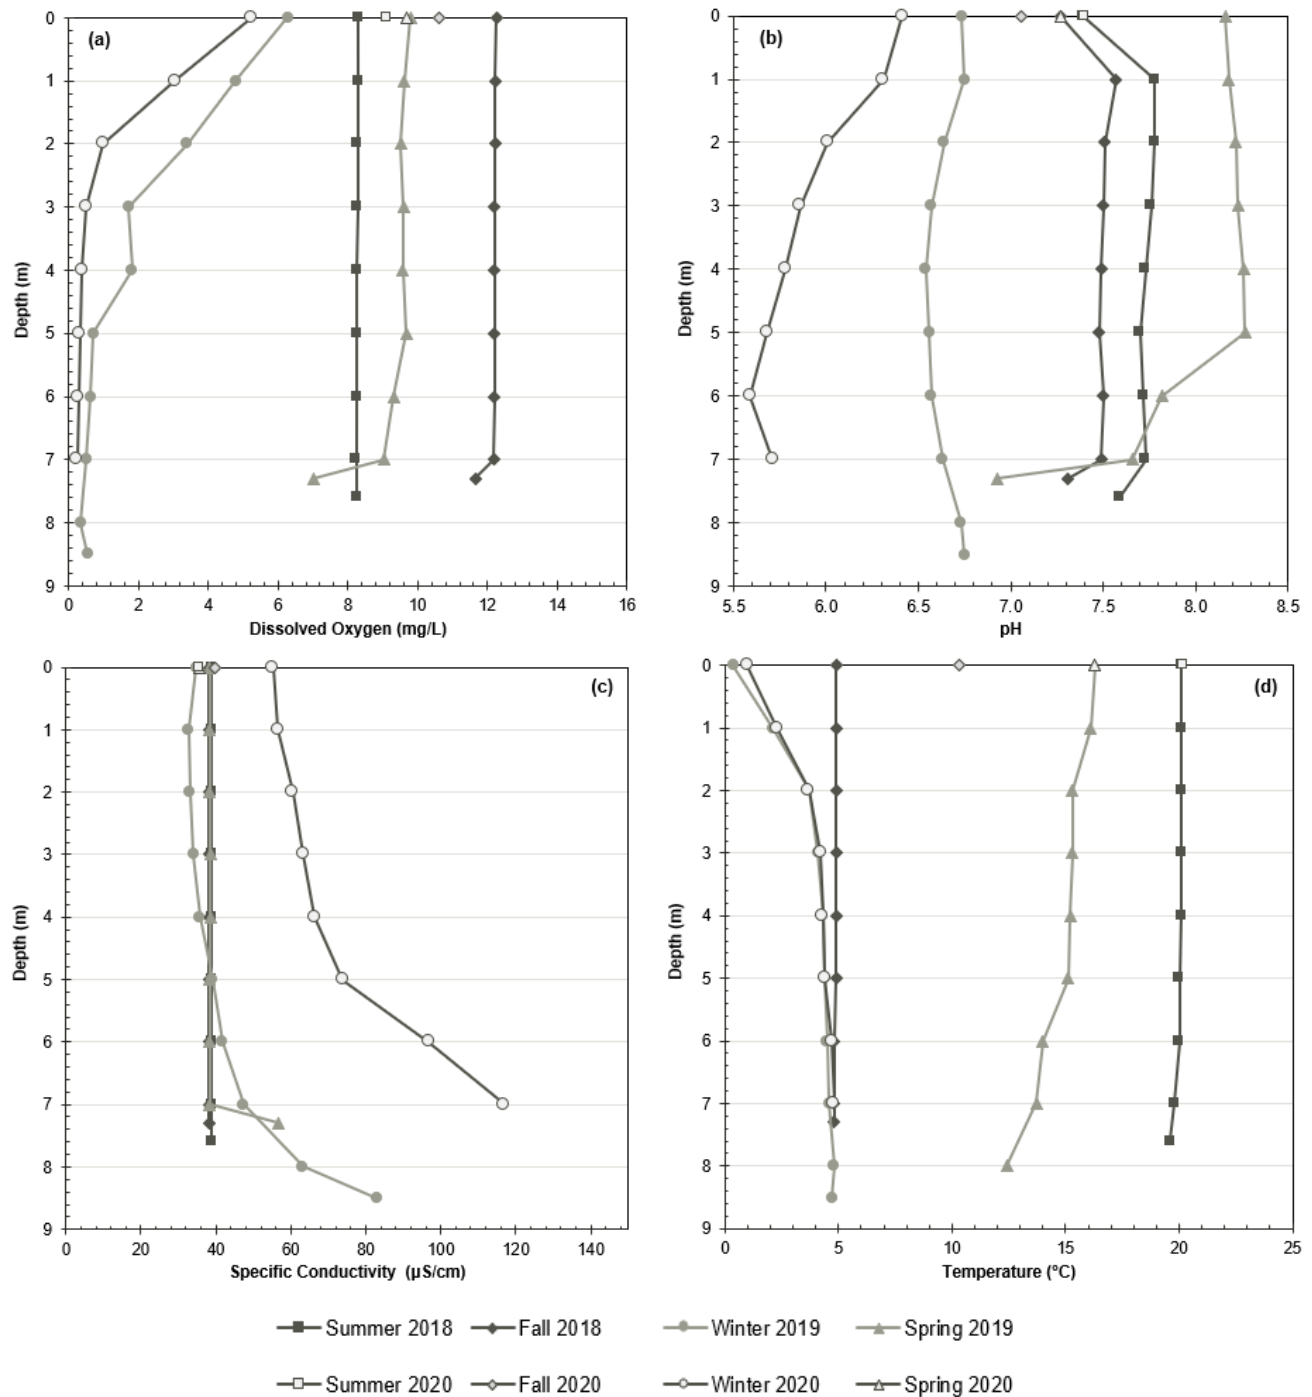 (a)
0
1
2
3
4
5
6
7
8
9
Depth (m)
0 2 4 6 8 10 12 14 16
Dissolved Oxygen (mg/L)
(b)
0
1
2
3
4
5
6
7
8
9
Depth (m)
5.5 6.0 6.5 7.0 7.5 8.0 8.5
pH
(c)
0
1
2
3
4
5
6
7
8
9
Depth (m)
0 20 40 60 80 100 120 140
Specific Conductivity (µS/cm)
(d)
0
1
2
3
4
5
6
7
8
9
Depth (m)
0 5 10 15 20 25
Temperature (°C)
Summer 2018 Fall 2018 Winter 2019 Spring 2019
Summer 2020 Fall 2020 Winter 2020 Spring 2020